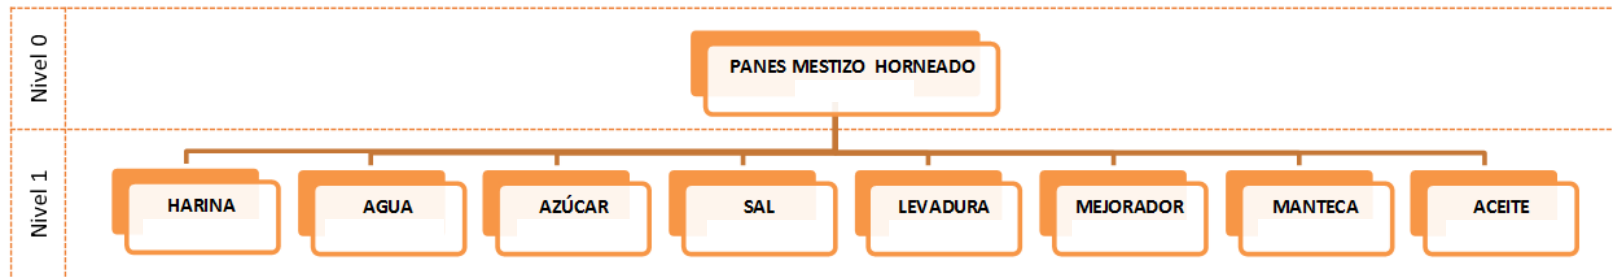 Nivel 0
PANES MESTIZO HORNEADO
Nivel 1
HARINA
AGUA
AZÚCAR
SAL
LEVADURA
MEJORADOR
MANTECA
ACEITE